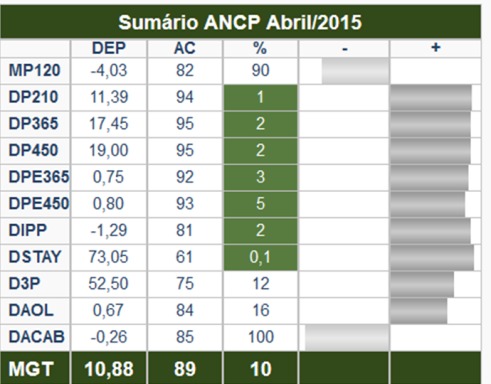 Sumário ANCP Abril/2015
DEP AC % - +
MP120 -4,03 82 90
DP210 11,39 94 1
DP365 17,45 95 2
DP450 19,00 95 2
DPE365 0,75 92 3
DPE450 0,80 93 5
DIPP -1,29 81 2
DSTAY 73,05 61 0,1
D3P 52,50 75 12
DAOL 0,67 84 16
DACAB -0,26 85 100
MGT 10,88 89 10